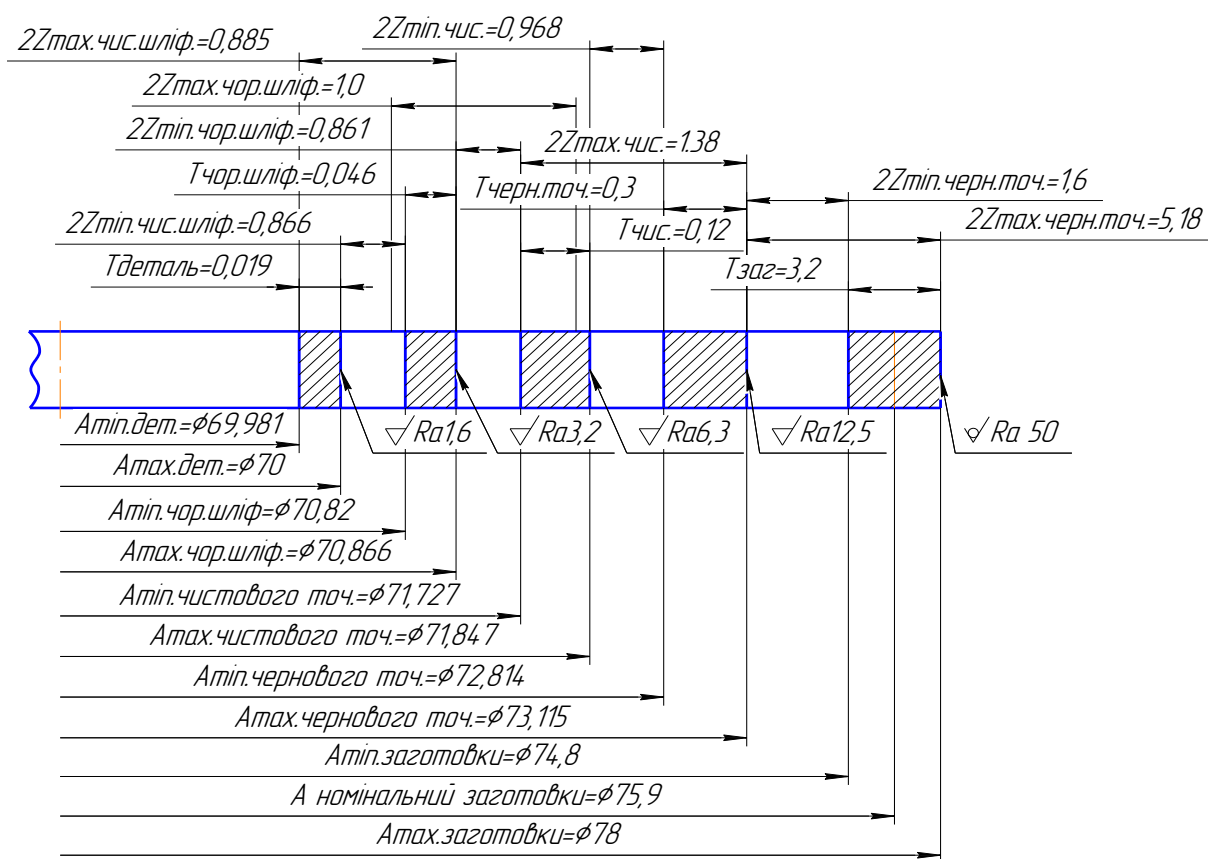 2Zmax.чис.шліф.=0,885
2Zmin.чис.=0,968
2Zmax.чор.шліф.=1,0
2Zmin.чор.шліф.=0,861
2Zmax.чис.=1.38
Tчор.шліф.=0,046
Tчерн.точ.=0,3
2Zmin.черн.точ.=1,6
2Zmin.чис.шліф.=0,866
Tчис.=0,12
2Zmax.черн.точ.=5,18
Tдеталь=0,019
Tзаг=3,2
Amin.дет.=⌀69,981
Ra1,6
Ra3,2
Ra6,3
Ra12,5
Ra 50
Amax.дет.=⌀70
Amin.чор.шліф=⌀70,82
Amax.чор.шліф.=⌀70,866
Amin.чистового точ.=⌀71,727
Amax.чистового точ.=⌀71,847
Amin.чернового точ.=⌀72,814
Amax.чернового точ.=⌀73,115
Amin.заготовки=⌀74,8
A номінальний заготовки=⌀75,9
Amax.заготовки=⌀78